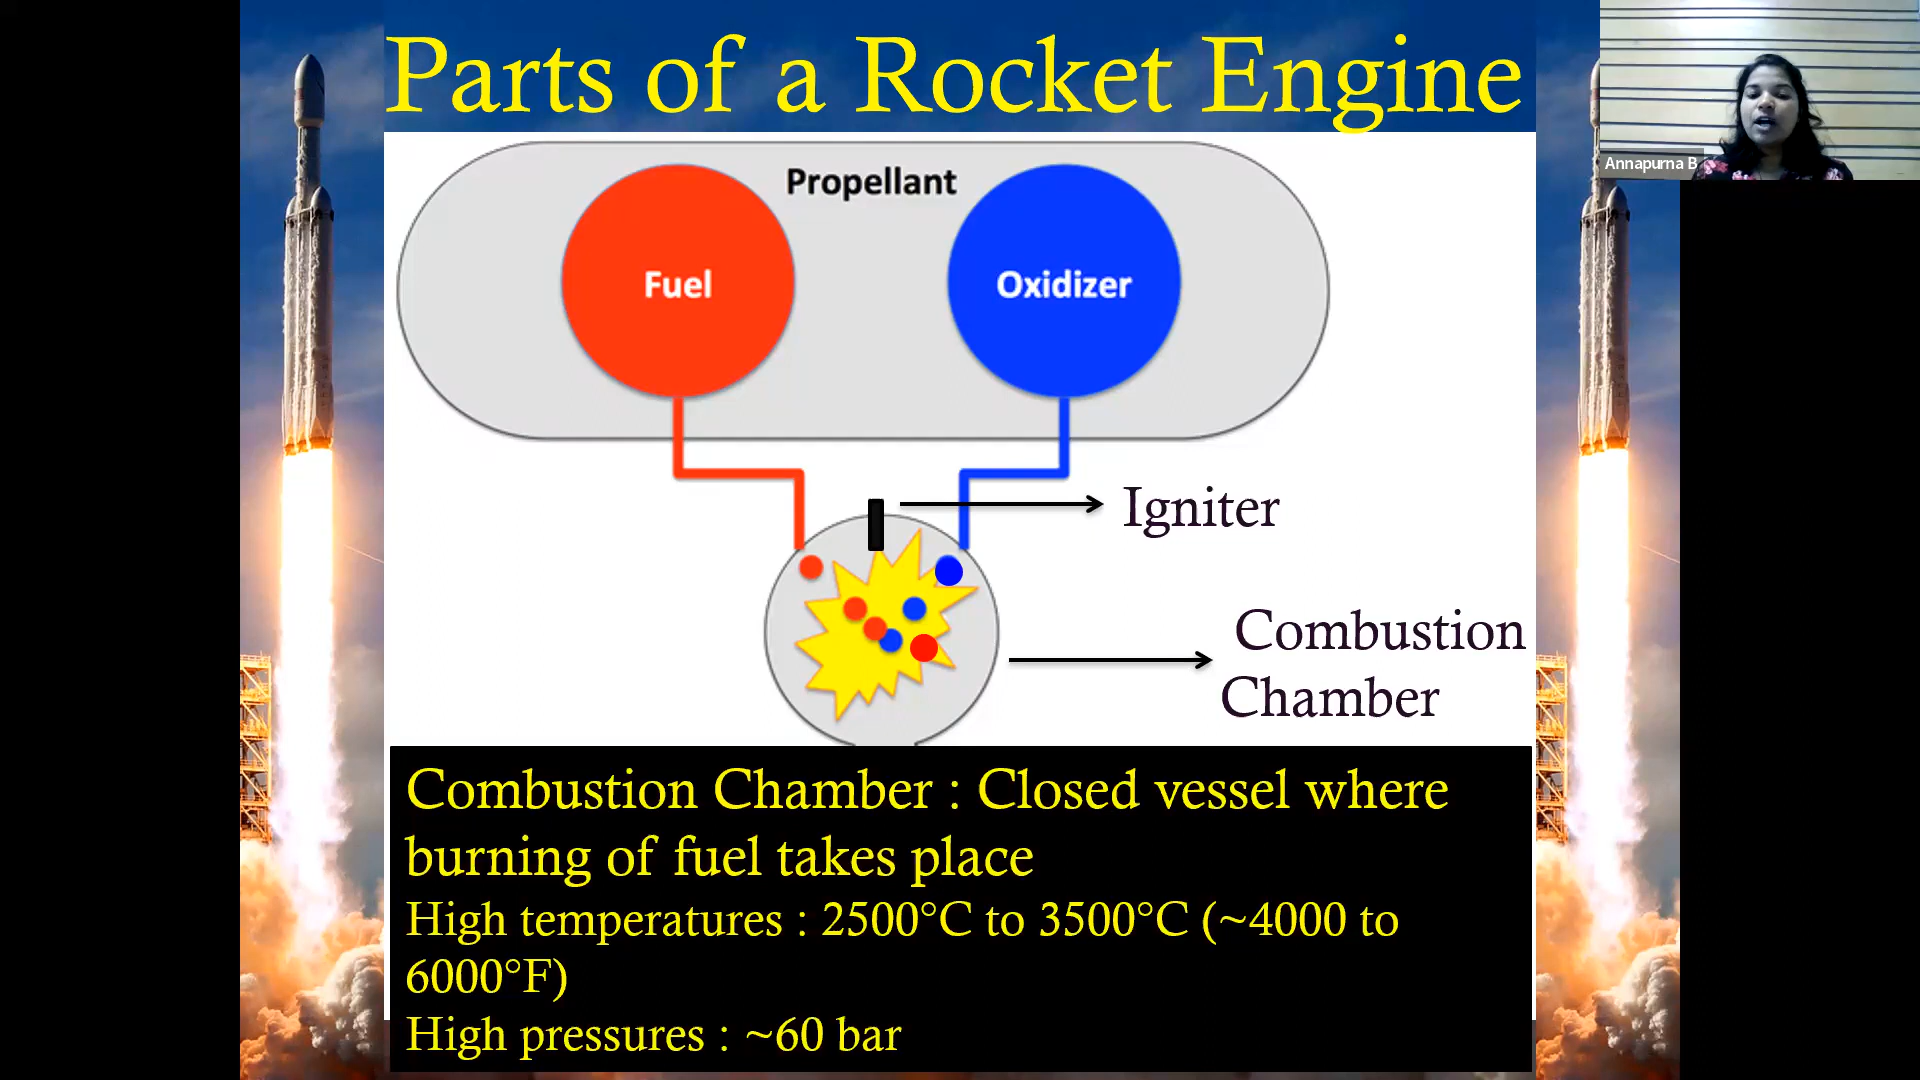 Parts of a Rocket Engine
Annapurna B
Propellant
Fuel
Oxidizer
Igniter
Combustion
Chamber
Combustion Chamber : Closed vessel where
burning of fuel takes place
High temperatures : 2500°C to 3500°C (~4000 to
6000°F)
High pressures : ~60 bar